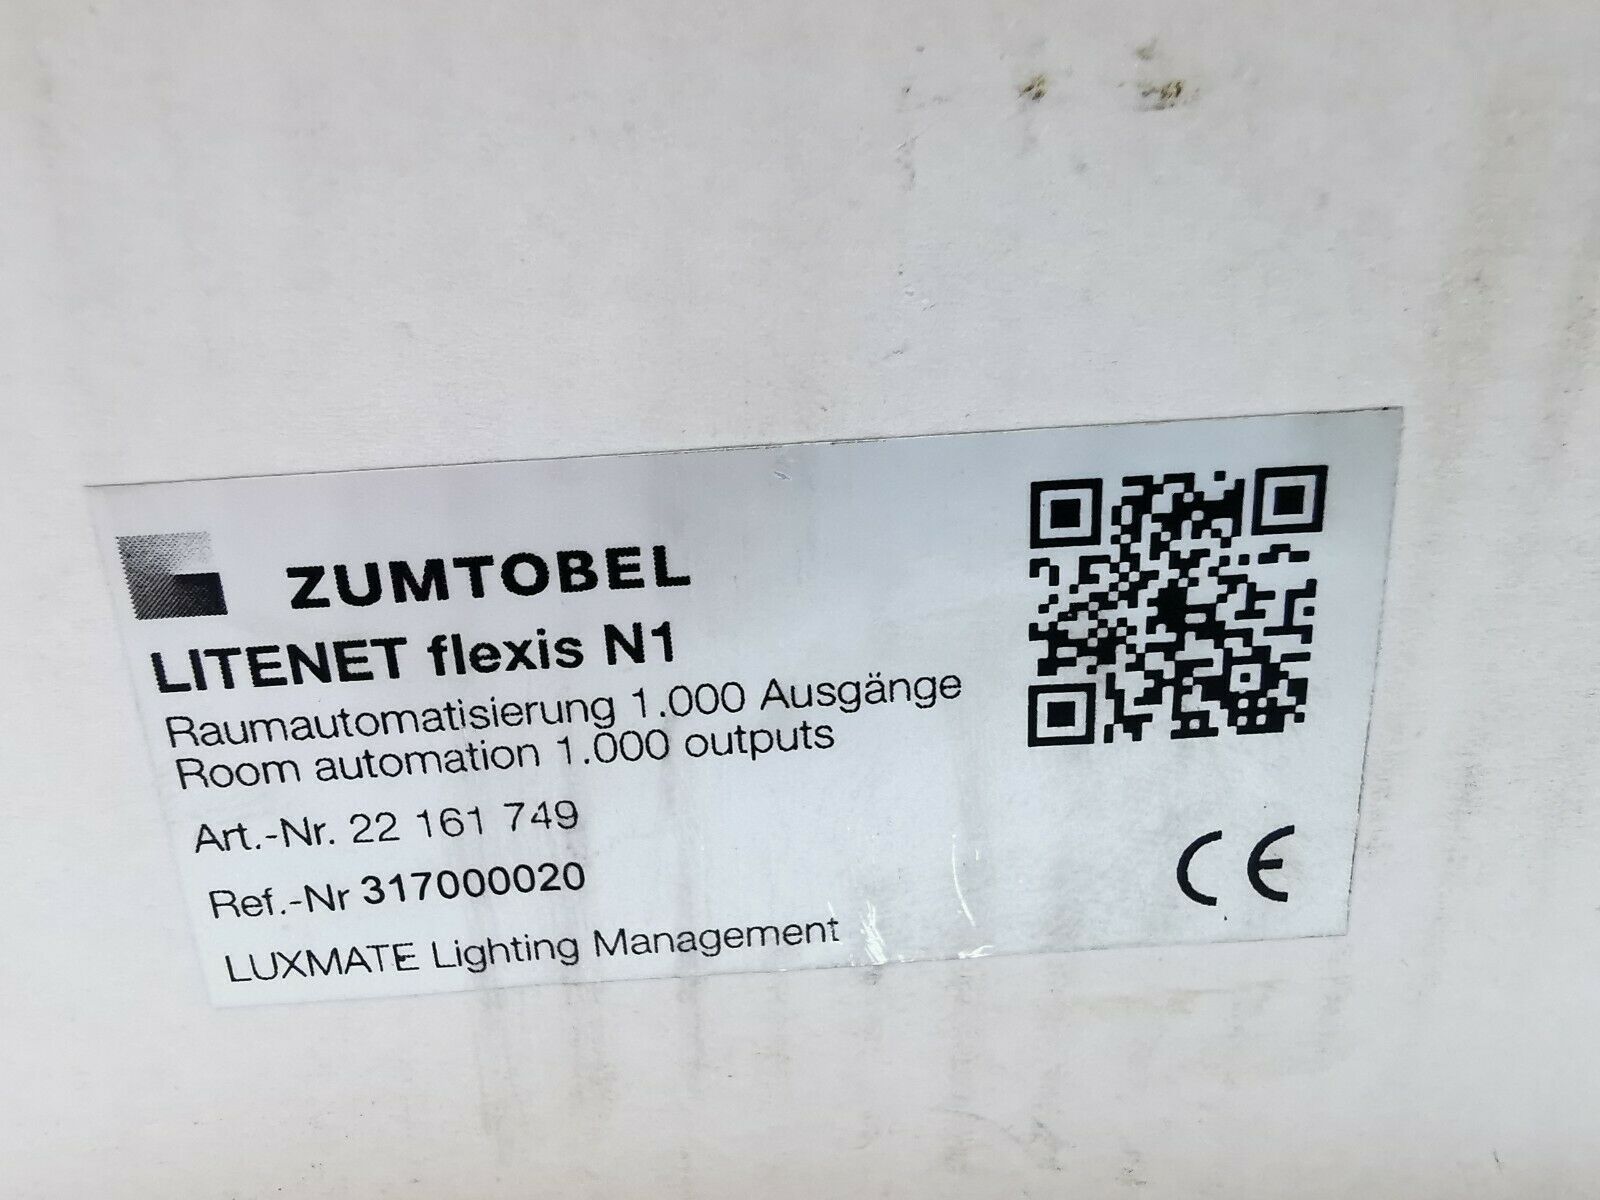 ZUMTOBEL
LITENET flexis N1
Raumautomatisierung 1.000 Ausgänge
Room automation 1.000 outputs
Art.-Nr. 22 161 749
Ref.-Nr 317000020
LUXMATE Lighting Management
CE